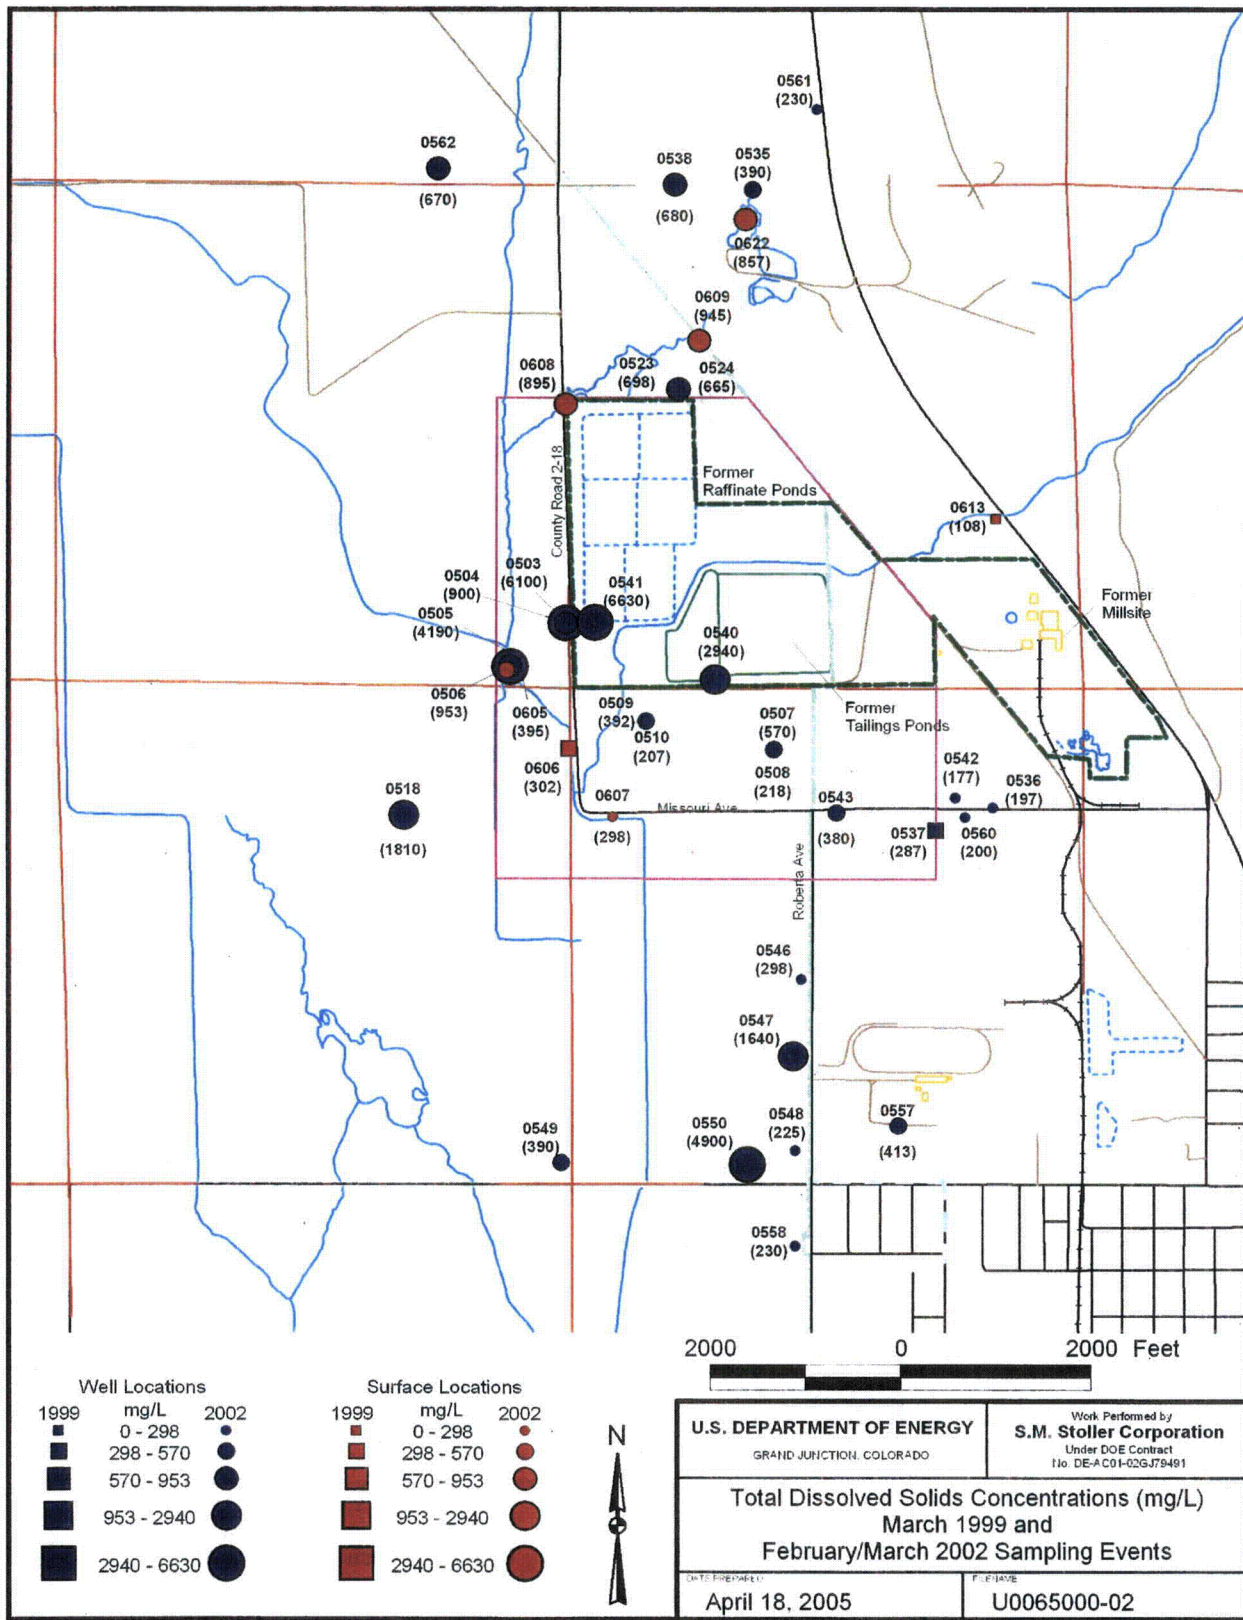 0561
(230)
0562
(670)
0538
(680)
0535
(390)
0622
(857)
0609
(945)
0608
(895)
0523
(698)
0524
(665)
County Road 2-18
Former
Raffinate Ponds
0613
(108)
0503
(6100)
0504
(900)
0541
(6630)
0505
(4190)
Former
Millsite
0540
(2940)
0506
(953)
0605
(395)
0509
(392)
0510
(207)
0507
(570)
Former
Tailings Ponds
0606
(302)
0508
(218)
0542
(177)
0536
(197)
0518
(1810)
0607
(298)
Missouri Ave
0543
(380)
0537
(287)
0560
(200)
Roberta Ave
0546
(298)
0547
(1640)
0549
(390)
0550
(4900)
0548
(225)
0557
(413)
0558
(230)
2000 0 2000 Feet
Well Locations
1999 mg/L 2002
0 - 298
298 - 570
570 - 953
953 - 2940
2940 - 6630
Surface Locations
1999 mg/L 2002
0 - 298
298 - 570
570 - 953
953 - 2940
2940 - 6630
N
U.S. DEPARTMENT OF ENERGY
GRAND JUNCTION, COLORADO
Work Performed by
S.M. Stoller Corporation
Under DOE Contract
No. DE-AC01-02GJ79491
Total Dissolved Solids Concentrations (mg/L)
March 1999 and
February/March 2002 Sampling Events
DATE PREPARED:
April 18, 2005
FILENAME
U0065000-02